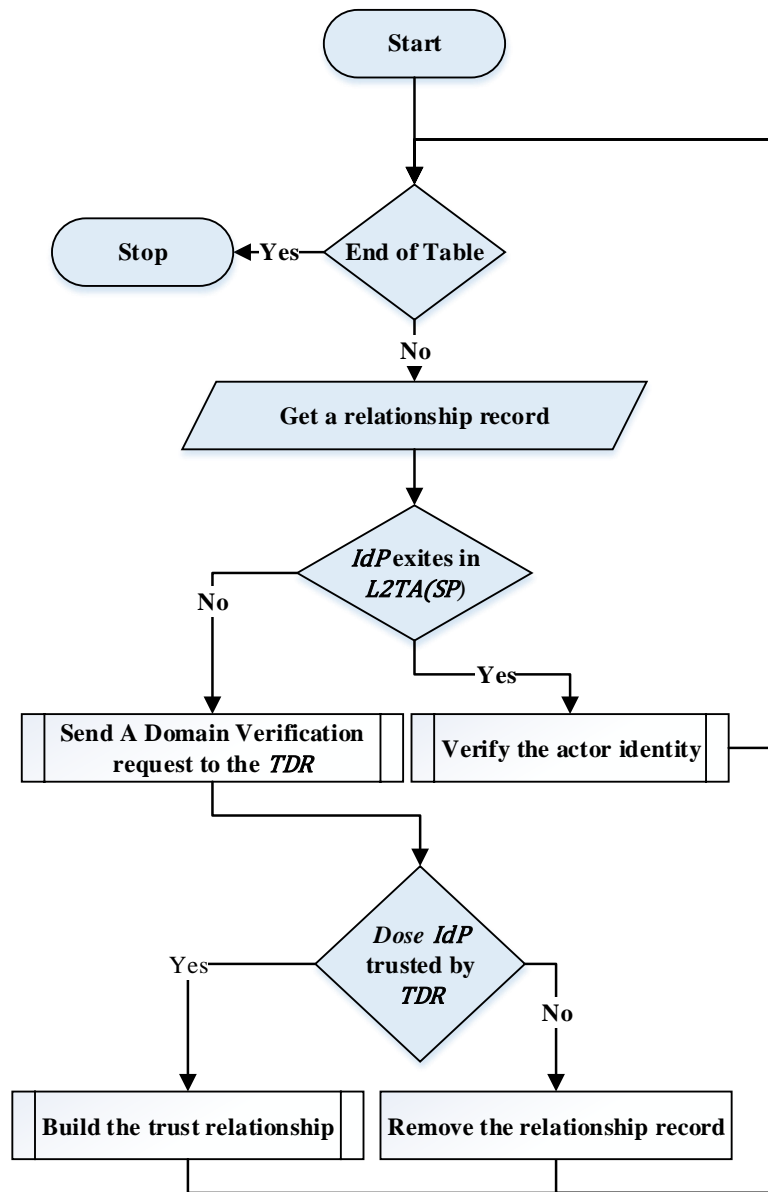 Start
End of Table
Yes
Stop
No
Get a relationship record
IdP exites in
L2TA(SP)
No
Yes
Send A Domain Verification
request to the TDR
Verify the actor identity
Dose IdP
trusted by
TDR
Yes
No
Build the trust relationship
Remove the relationship record